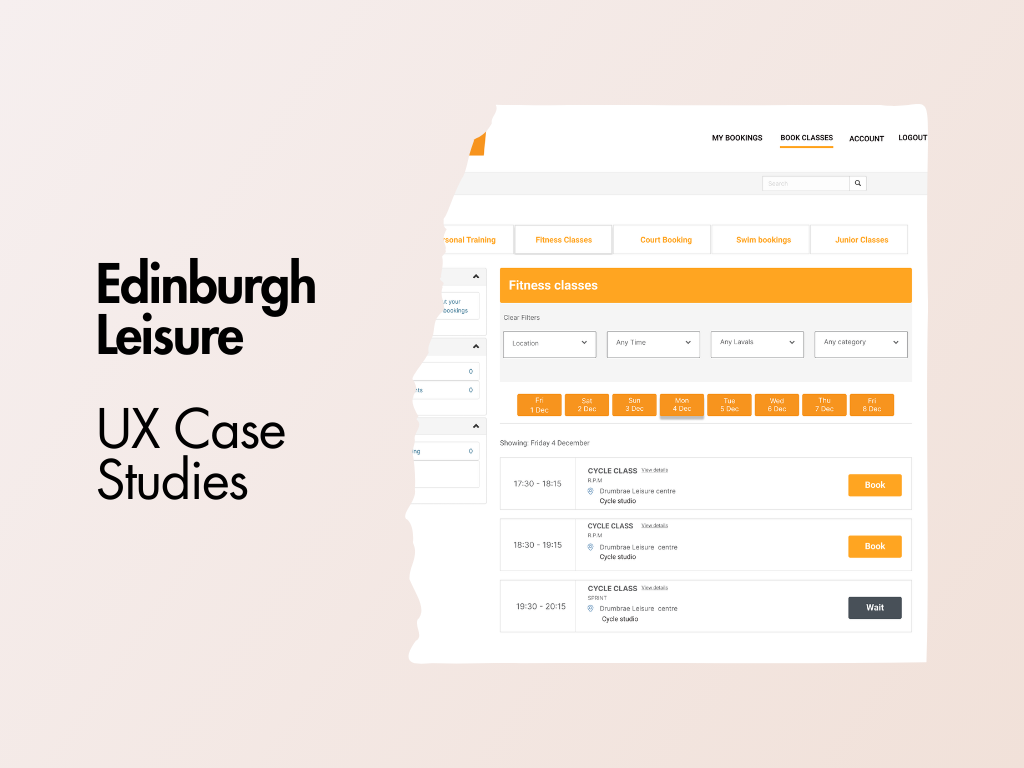 Edinburgh
Leisure
UX Case
Studies
MY BOOKINGS BOOK CLASSES ACCOUNT LOGOUT
Search
Training Fitness Classes Court Booking Swim bookings Junior Classes
your
0
0
0
Fitness classes
Clear Filters
Location Any Time Any Lavals Any category
Fri Sat Sun Mon Tue Wed Thu Fri
1 Dec 2 Dec 3 Dec 4 Dec 5 Dec 6 Dec 7 Dec 8 Dec
Showing: Friday 4 December
17:30 - 18:15
CYCLE CLASS View details
R.P.M
Drumbrae Leisure centre
Cycle studio
Book
18:30 - 19:15
CYCLE CLASS View details
R.P.M
Drumbrae Leisure centre
Cycle studio
Book
19:30 - 20:15
CYCLE CLASS View details
SPRINT
Drumbrae Leisure centre
Cycle studio
Wait